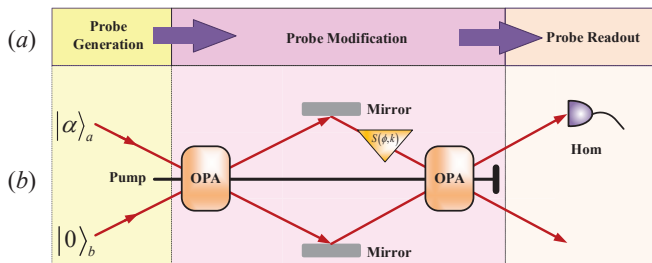 (a)
Probe
Generation
Probe Modification
Probe Readout
(b)
|α⟩a
|0⟩b
Pump
OPA
Mirror
S(ϕ,k)
Mirror
OPA
Hom